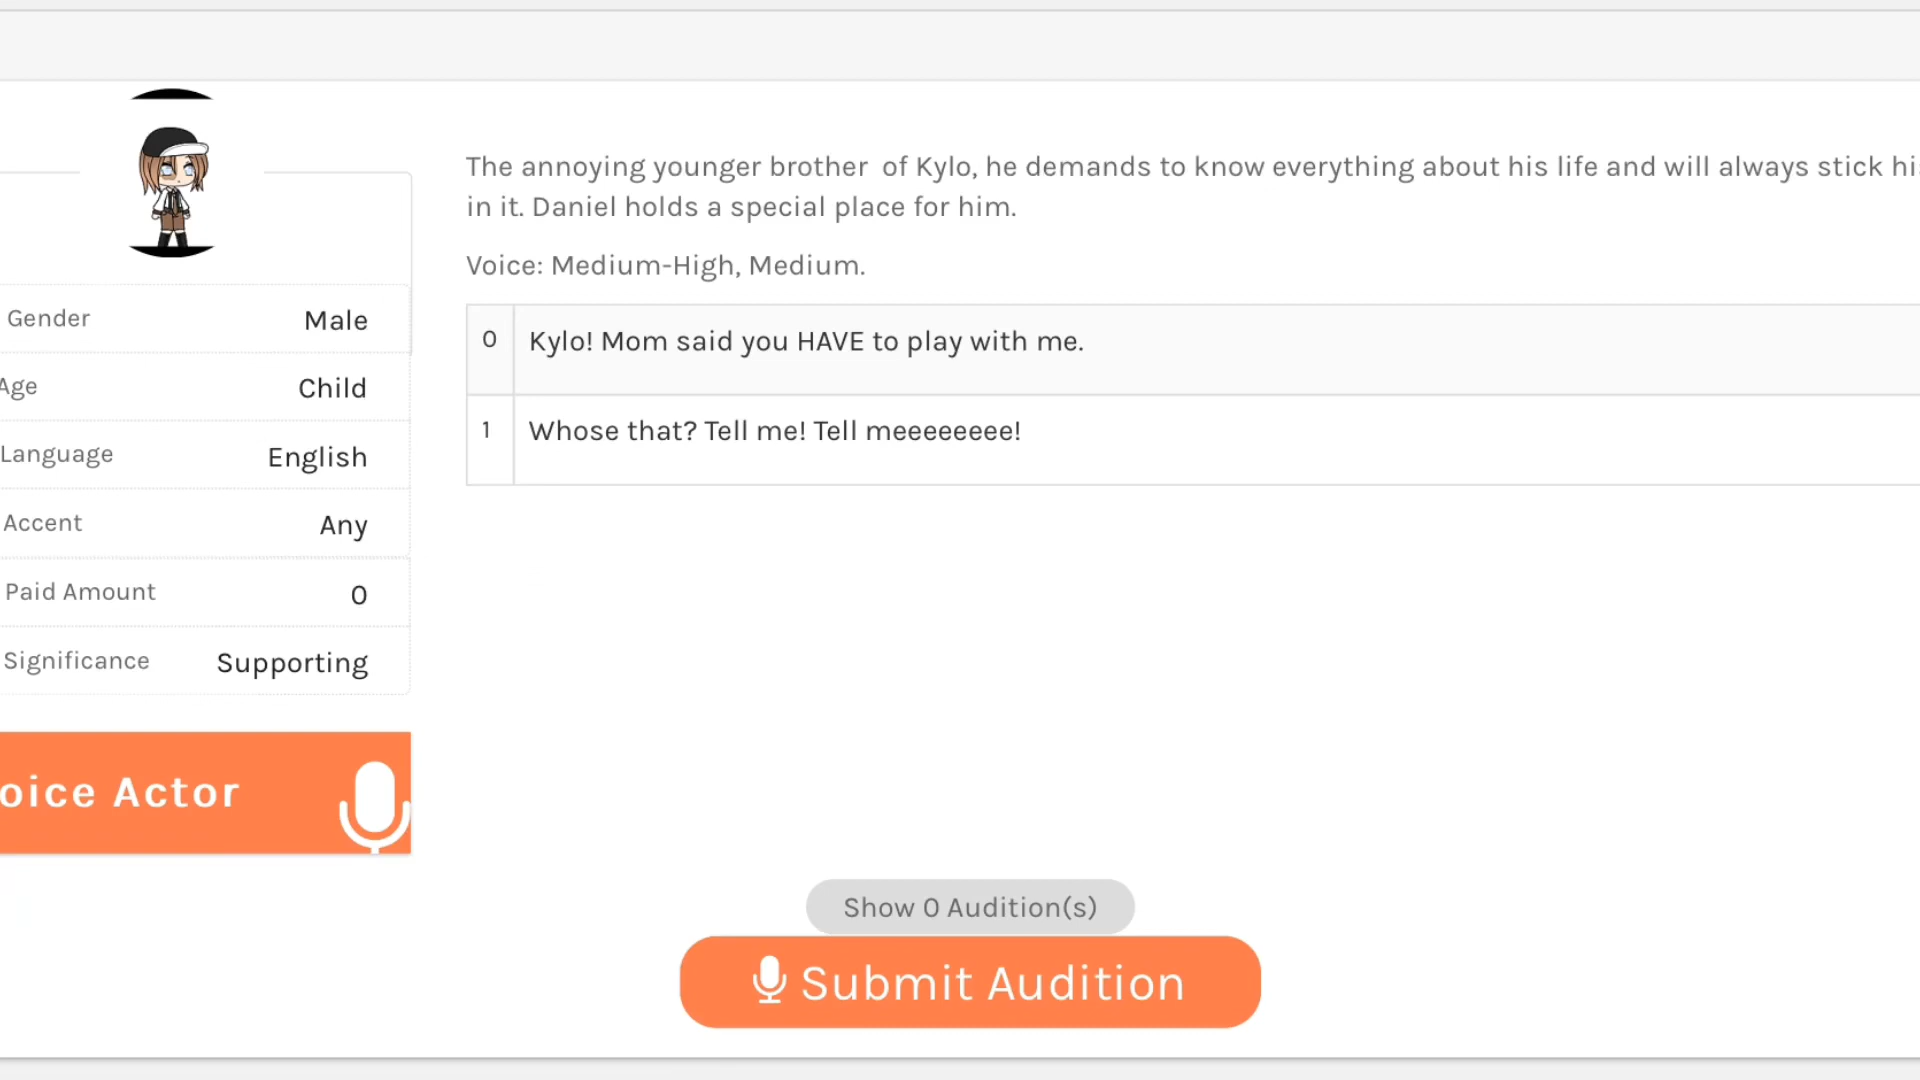 The annoying younger brother of Kylo, he demands to know everything about his life and will always stick
in it. Daniel holds a special place for him.
Voice: Medium-High, Medium.
0 Kylo! Mom said you HAVE to play with me.
1 Whose that? Tell me! Tell meeeeeeee!
Gender Male
Age Child
Language English
Accent Any
Paid Amount 0
Significance Supporting
oice Actor
Show 0 Audition(s)
Submit Audition